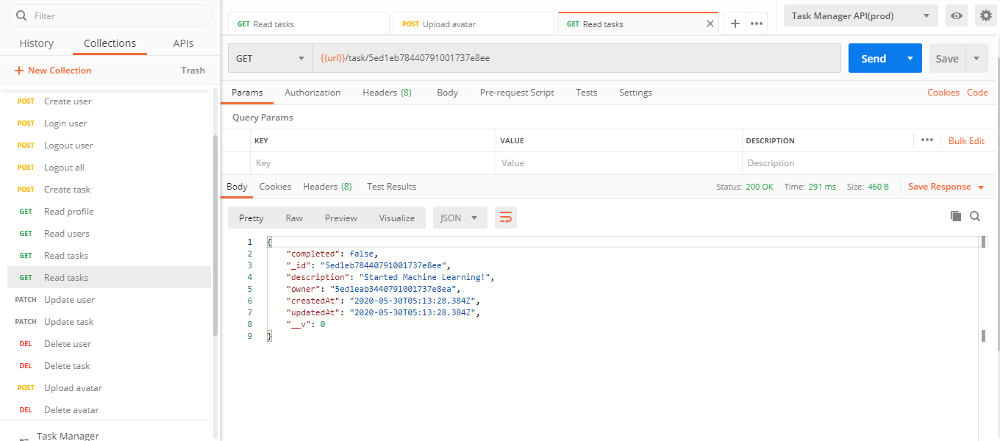 Filter
History Collections APIs
+ New Collection Trash
POST Create user
POST Login user
POST Logout user
POST Logout all
POST Create task
GET Read profile
GET Read users
GET Read tasks
GET Read tasks
PATCH Update user
PATCH Update task
DEL Delete user
DEL Delete task
POST Upload avatar
DEL Delete avatar
Task Manager
GET Read tasks POST Upload avatar GET Read tasks
Task Manager API(prod)
GET {{url}}/task/5ed1eb78440791001737e8ee Send Save
Params Authorization Headers (8) Body Pre-request Script Tests Settings Cookies Code
Query Params
KEY VALUE DESCRIPTION ••• Bulk Edit
Key Value Description
Body Cookies Headers (8) Test Results Status: 200 OK Time: 291 ms Size: 460 B Save Response
Pretty Raw Preview Visualize JSON
1 {
2 "completed": false,
3 "_id": "5ed1eb78440791001737e8ee",
4 "description": "Started Machine Learning!",
5 "owner": "5ed1eab3440791001737e8ea",
6 "createdAt": "2020-05-30T05:13:28.384Z",
7 "updatedAt": "2020-05-30T05:13:28.384Z",
8 "__v": 0
9 }